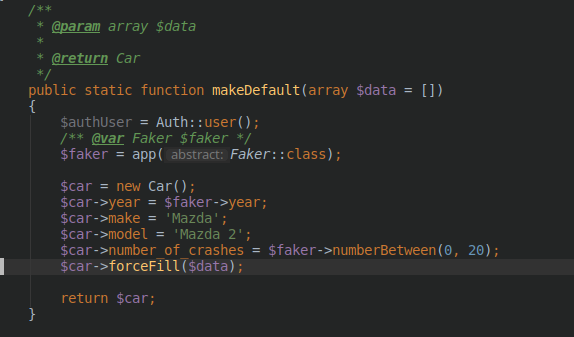 /**
 * @param array $data
 *
 * @return Car
 */
public static function makeDefault(array $data = [])
{
    $authUser = Auth::user();
    /** @var Faker $faker */
    $faker = app( abstract: Faker::class);

    $car = new Car();
    $car->year = $faker->year;
    $car->make = 'Mazda';
    $car->model = 'Mazda 2';
    $car->number_of_crashes = $faker->numberBetween(0, 20);
    $car->forceFill($data);

    return $car;
}